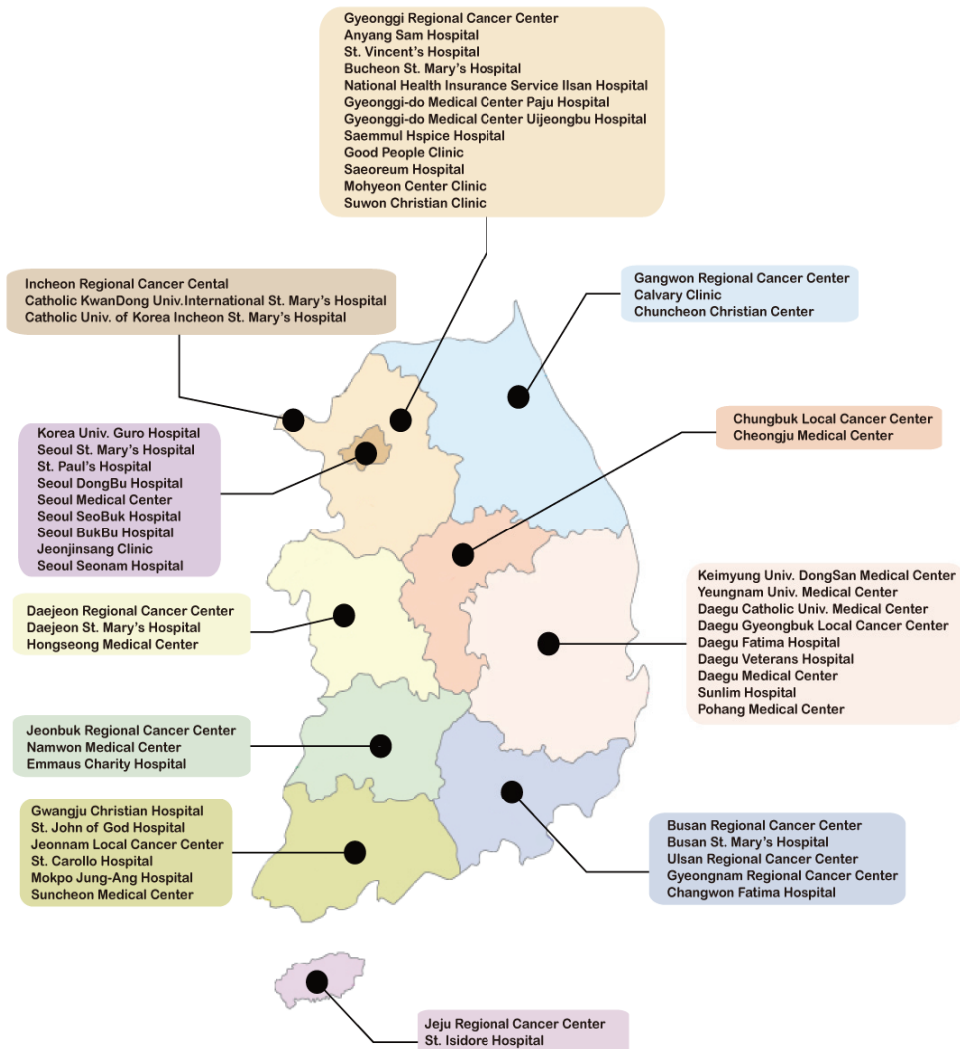 Gyeonggi Regional Cancer Center
Anyang Sam Hospital
St. Vincent's Hospital
Bucheon St. Mary's Hospital
National Health Insurance Service Ilsan Hospital
Gyeonggi-do Medical Center Paju Hospital
Gyeonggi-do Medical Center Uijeongbu Hospital
Saemmul Hspice Hospital
Good People Clinic
Saeoreum Hospital
Mohyeon Center Clinic
Suwon Christian Clinic
Incheon Regional Cancer Cental
Catholic KwanDong Univ.International St. Mary's Hospital
Catholic Univ. of Korea Incheon St. Mary's Hospital
Gangwon Regional Cancer Center
Calvary Clinic
Chuncheon Christian Center
Korea Univ. Guro Hospital
Seoul St. Mary's Hospital
St. Paul's Hospital
Seoul DongBu Hospital
Seoul Medical Center
Seoul SeoBuk Hospital
Seoul BukBu Hospital
Jeonjinsang Clinic
Seoul Seonam Hospital
Chungbuk Local Cancer Center
Cheongju Medical Center
Daejeon Regional Cancer Center
Daejeon St. Mary's Hospital
Hongseong Medical Center
Keimyung Univ. DongSan Medical Center
Yeungnam Univ. Medical Center
Daegu Catholic Univ. Medical Center
Daegu Gyeongbuk Local Cancer Center
Daegu Fatima Hospital
Daegu Veterans Hospital
Daegu Medical Center
Sunlim Hospital
Pohang Medical Center
Jeonbuk Regional Cancer Center
Namwon Medical Center
Emmaus Charity Hospital
Gwangju Christian Hospital
St. John of God Hospital
Jeonnam Local Cancer Center
St. Carollo Hospital
Mokpo Jung-Ang Hospital
Suncheon Medical Center
Busan Regional Cancer Center
Busan St. Mary's Hospital
Ulsan Regional Cancer Center
Gyeongnam Regional Cancer Center
Changwon Fatima Hospital
Jeju Regional Cancer Center
St. Isidore Hospital